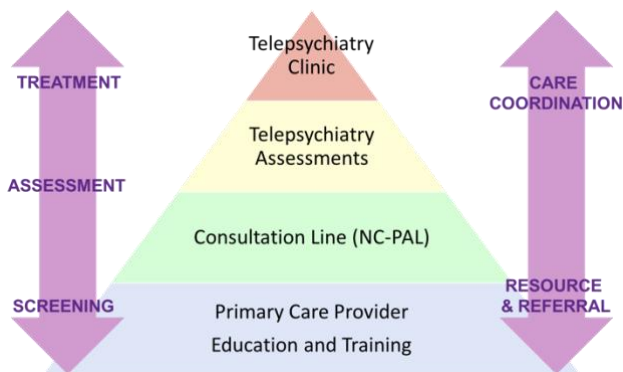 Telepsychiatry
Clinic
TREATMENT
CARE
COORDINATION
Telepsychiatry
Assessments
ASSESSMENT
Consultation Line (NC-PAL)
SCREENING
RESOURCE
& REFERRAL
Primary Care Provider
Education and Training